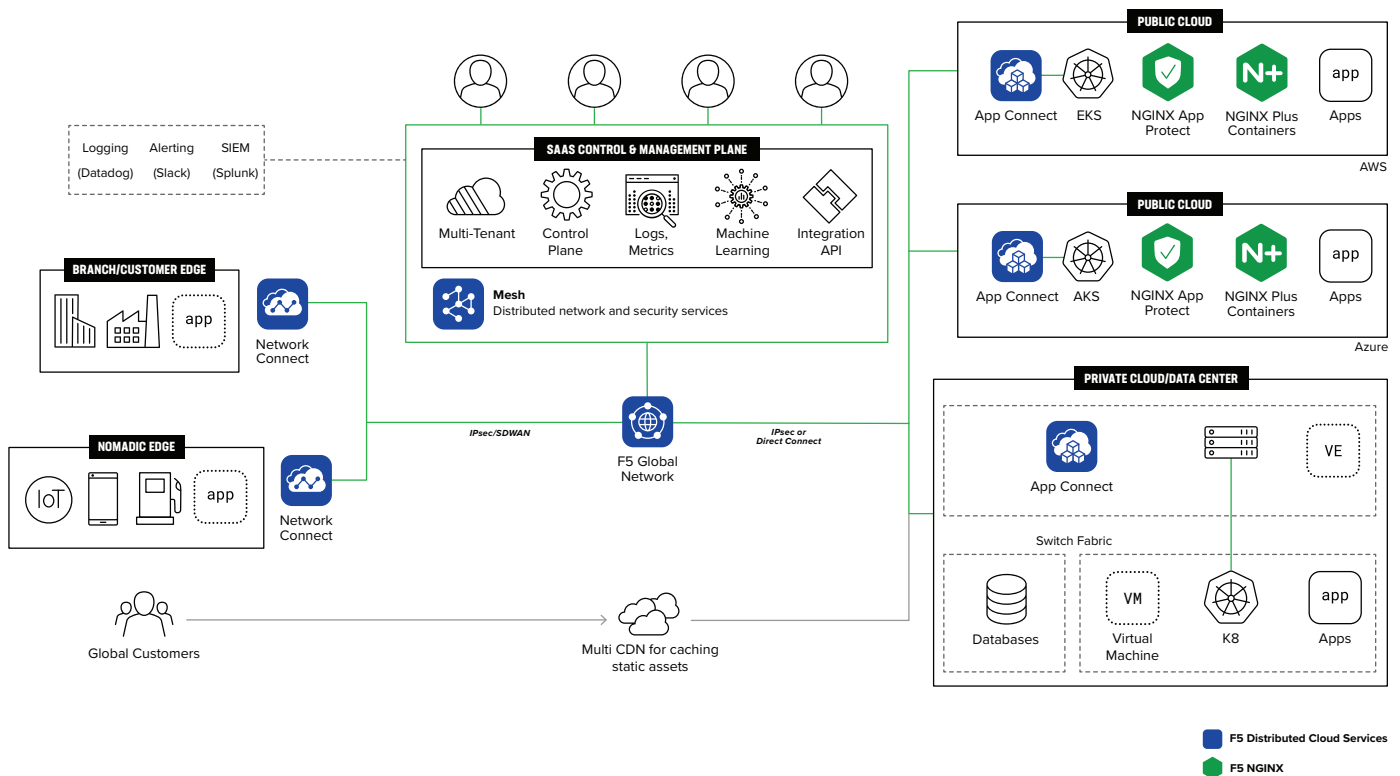 PUBLIC CLOUD
App Connect
EKS
NGINX App
Protect
NGINX Plus
Containers
N+
app
Apps
AWS
Logging
Alerting
SIEM
(Datadog)
(Slack)
(Splunk)
SAAS CONTROL & MANAGEMENT PLANE
Multi-Tenant
Control
Plane
Logs,
Metrics
Machine
Learning
Integration
API
Mesh
Distributed network and security services
PUBLIC CLOUD
App Connect
AKS
NGINX App
Protect
N+
NGINX Plus
Containers
app
Apps
Azure
BRANCH/CUSTOMER EDGE
app
Network
Connect
NOMADIC EDGE
IoT
app
Network
Connect
IPsec/SDWAN
F5 Global
Network
IPsec or
Direct Connect
PRIVATE CLOUD/DATA CENTER
App Connect
VE
Switch Fabric
Databases
VM
Virtual
Machine
K8
app
Apps
Global Customers
Multi CDN for caching
static assets
F5 Distributed Cloud Services
F5 NGINX